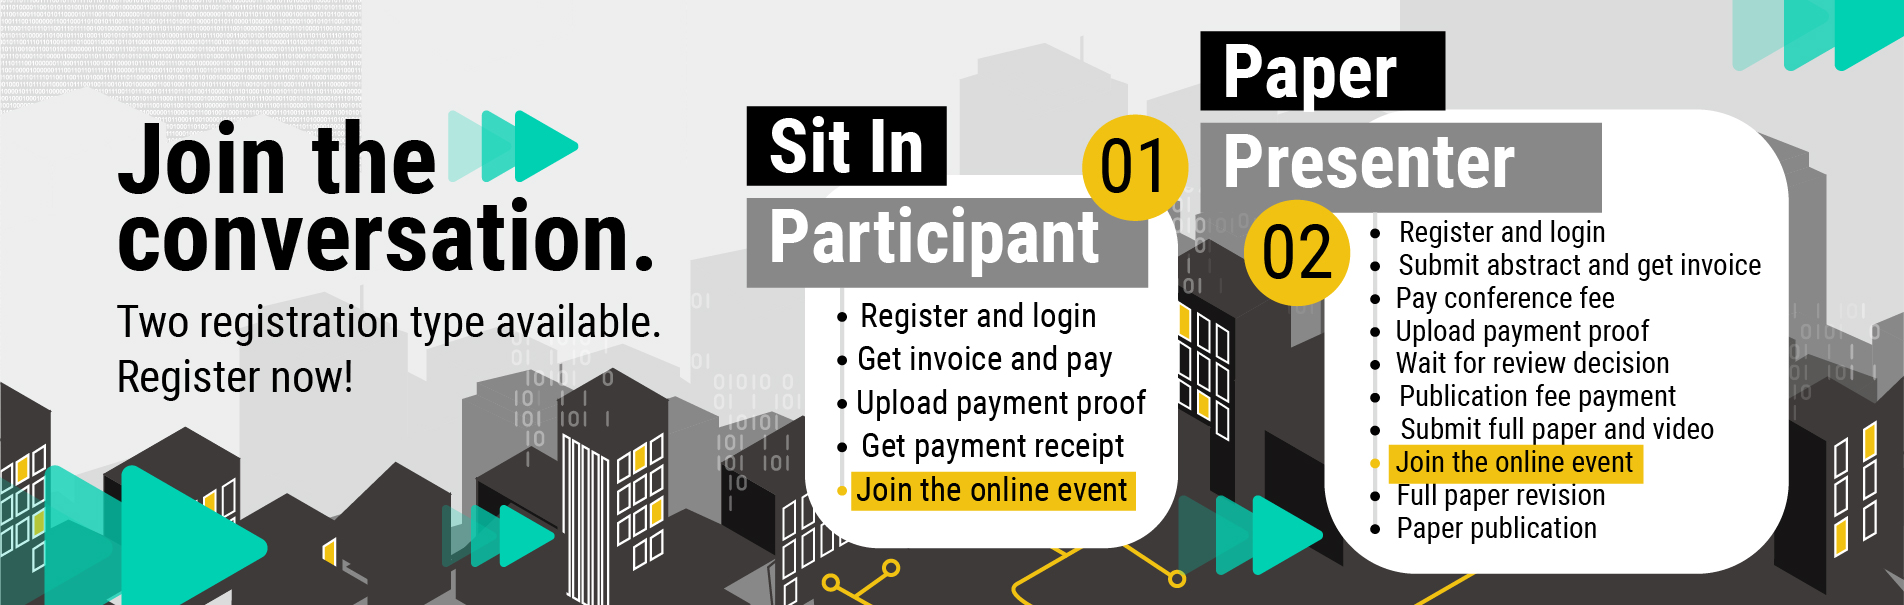 Join the
conversation.
Two registration type available.
Register now!
Sit In
Participant
01
Register and login
Get invoice and pay
Upload payment proof
Get payment receipt
Join the online event
Paper
Presenter
02
Register and login
Submit abstract and get invoice
Pay conference fee
Upload payment proof
Wait for review decision
Publication fee payment
Submit full paper and video
Join the online event
Full paper revision
Paper publication